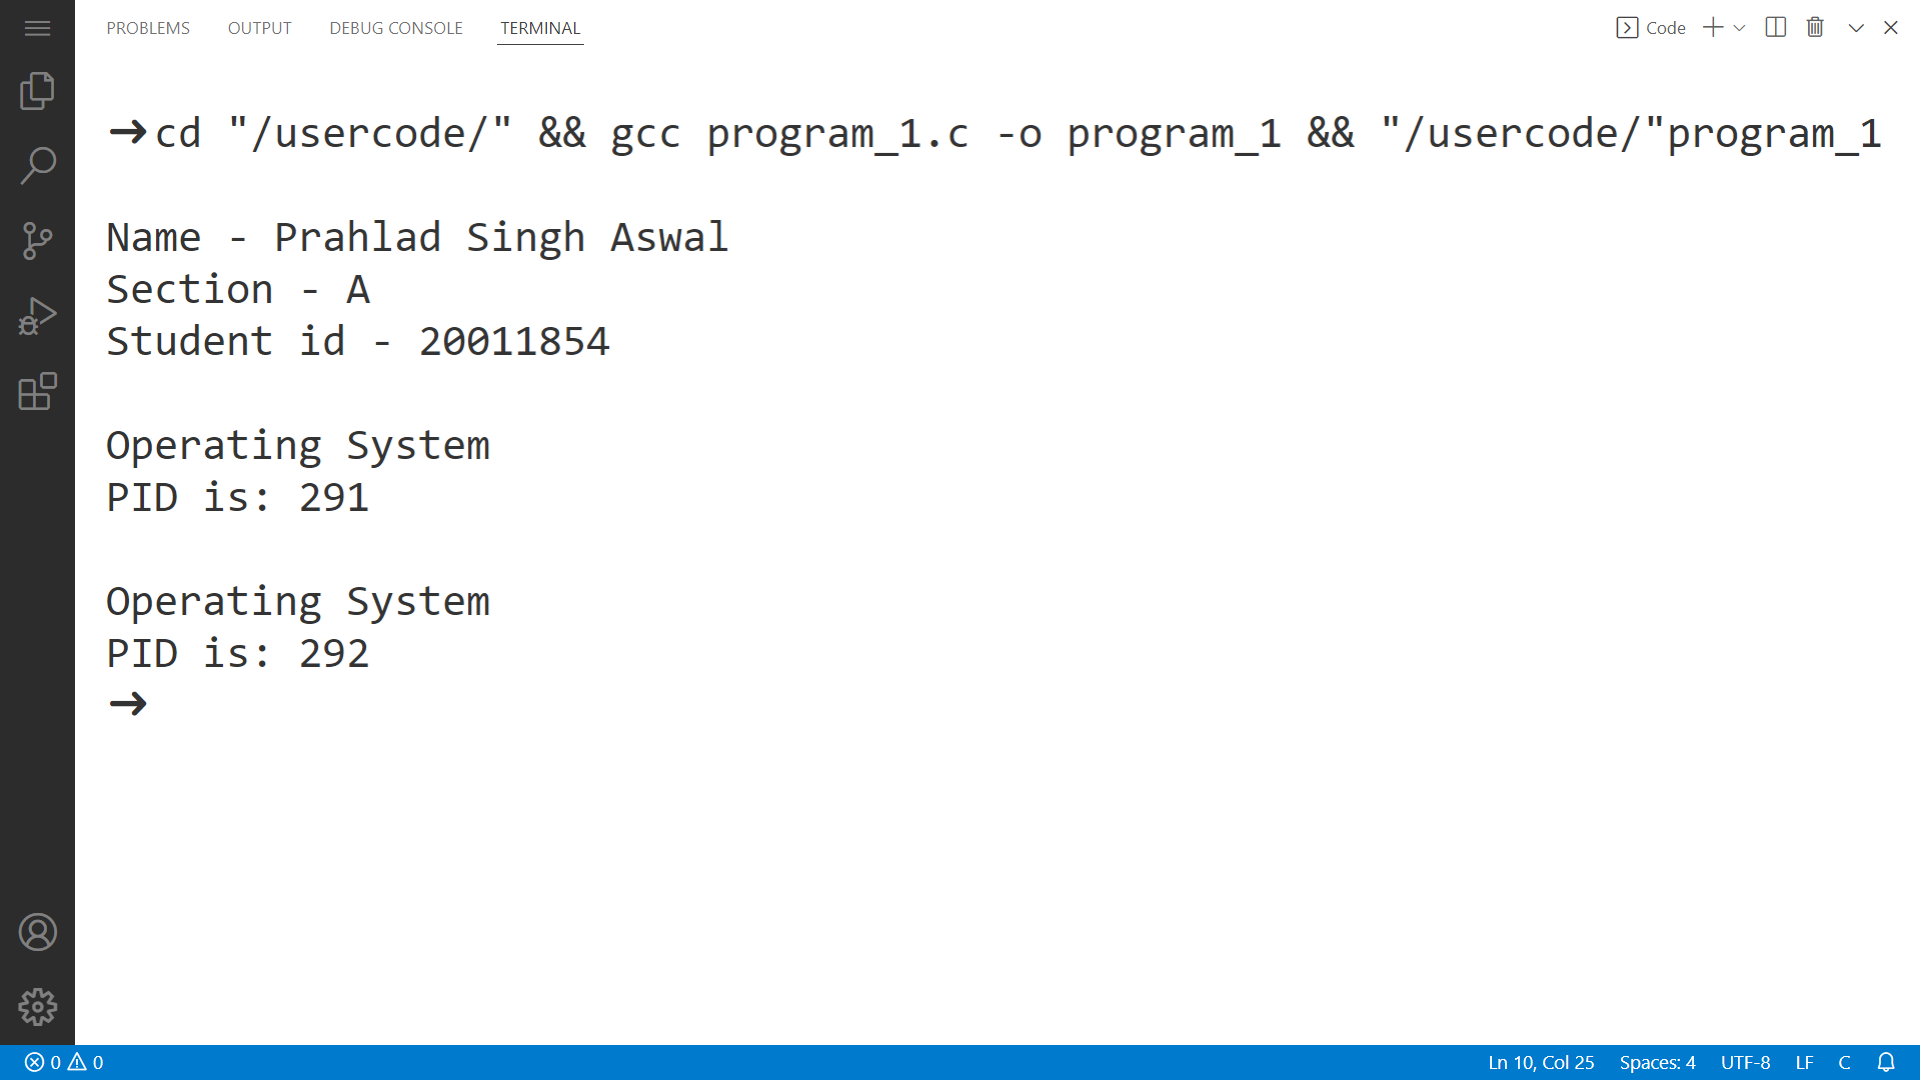 PROBLEMS OUTPUT DEBUG CONSOLE TERMINAL Code
➜cd "/usercode/" && gcc program_1.c -o program_1 && "/usercode/"program_1
Name - Prahlad Singh Aswal
Section - A
Student id - 20011854
Operating System
PID is: 291
Operating System
PID is: 292
➜
0 0 Ln 10, Col 25 Spaces: 4 UTF-8 LF C